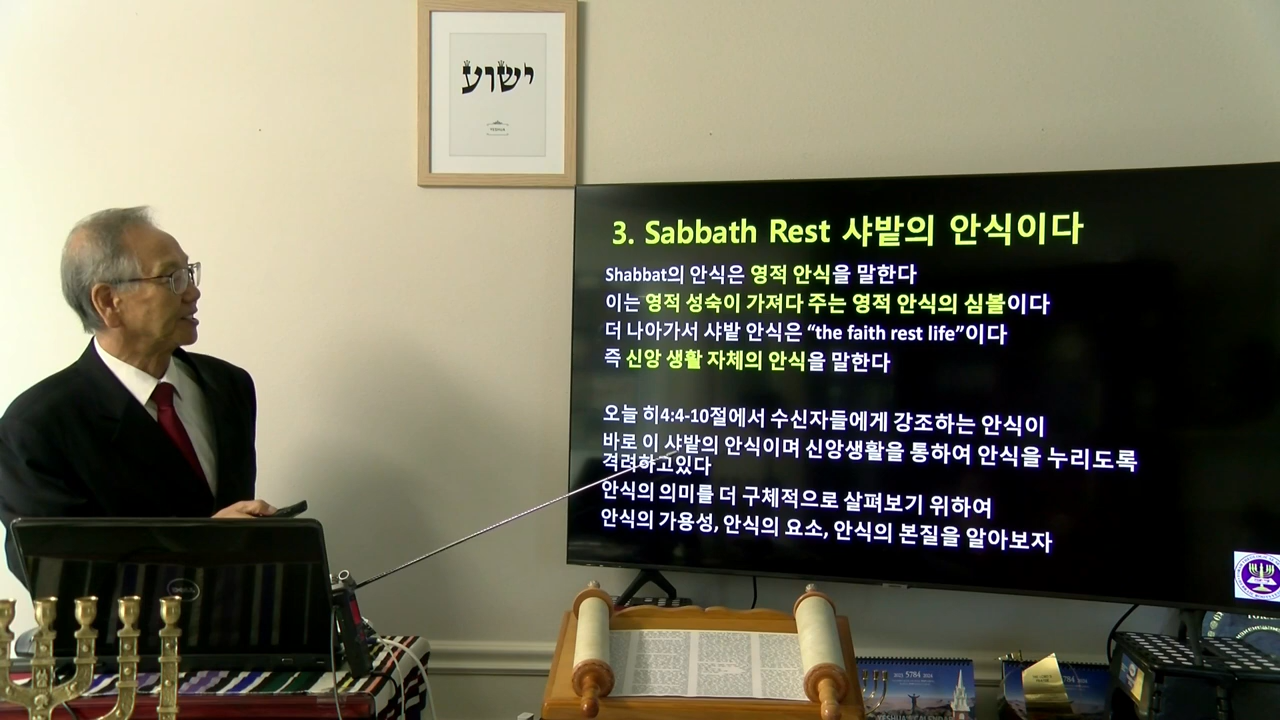 ישוע
YESHUA
3. Sabbath Rest 샤밭의 안식이다
Shabbat의 안식은 영적 안식을 말한다
이는 영적 성숙이 가져다 주는 영적 안식의 심볼이다
더 나아가서 샤밭 안식은 “the faith rest life”이다
즉 신앙 생활 자체의 안식을 말한다
오늘 히4:4-10절에서 수신자들에게 강조하는 안식이
바로 이 샤밭의 안식이며 신앙생활을 통하여 안식을 누리도록
격려하고있다
안식의 의미를 더 구체적으로 살펴보기 위하여
안식의 가용성, 안식의 요소, 안식의 본질을 알아보자
DELL
5784